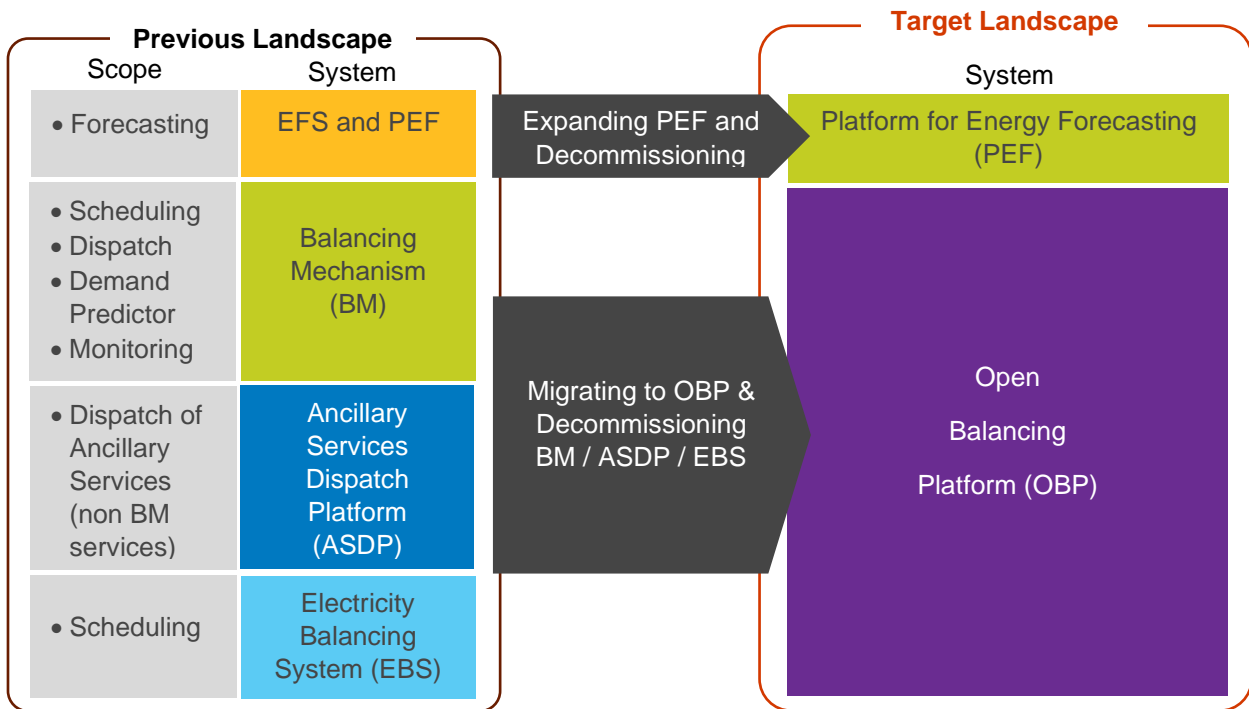 Previous Landscape
Scope
System
• Forecasting
EFS and PEF
• Scheduling
• Dispatch
• Demand
Predictor
• Monitoring
Balancing
Mechanism
(BM)
• Dispatch of
Ancillary
Services
(non BM
services)
Ancillary
Services
Dispatch
Platform
(ASDP)
• Scheduling
Electricity
Balancing
System (EBS)
Expanding PEF and
Decommissioning
Migrating to OBP &
Decommissioning
BM / ASDP / EBS
Target Landscape
System
Platform for Energy Forecasting
(PEF)
Open
Balancing
Platform (OBP)